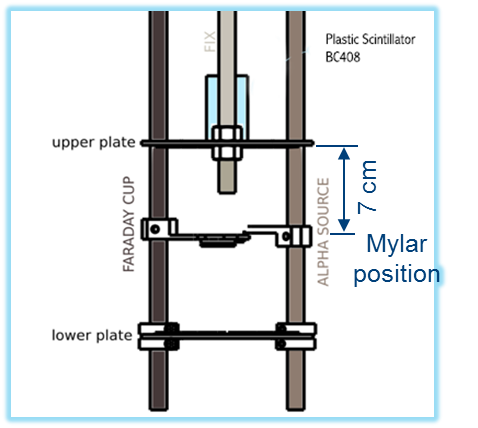 FIX
Plastic Scintillator
BC408
upper plate
7 cm
FARADAY CUP
ALPHA SOURCE
Mylar
position
lower plate